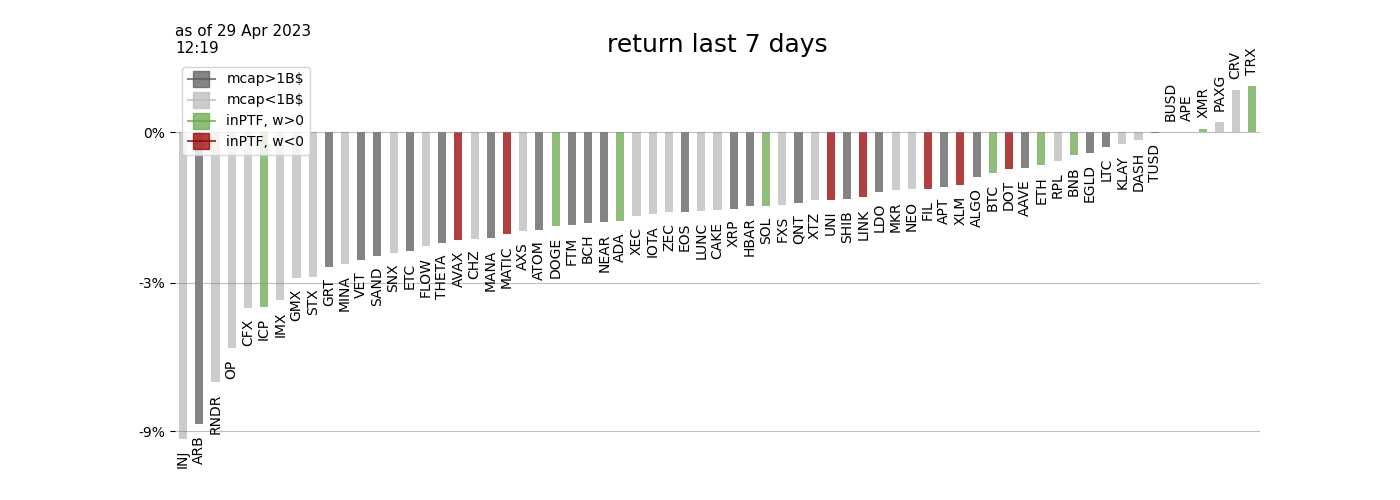 as of 29 Apr 2023
12:19
return last 7 days
mcap>1B$
mcap<1B$
inPTF, w>0
inPTF, w<0
0%
-3%
-9%
INJ
ARB
RNDR
OP
CFX
ICP
IMX
GMX
STX
GRT
MINA
VET
SAND
SNX
ETC
FLOW
THETA
AVAX
CHZ
MANA
MATIC
AXS
ATOM
DOGE
FTM
BCH
NEAR
ADA
XEC
IOTA
ZEC
EOS
LUNC
CAKE
XRP
HBAR
SOL
FXS
QNT
XTZ
UNI
SHIB
LINK
LDO
MKR
NEO
FIL
APT
XLM
ALGO
BTC
DOT
AAVE
ETH
RPL
BNB
EGLD
LTC
KLAY
DASH
TUSD
BUSD
APE
XMR
PAXG
CRV
TRX